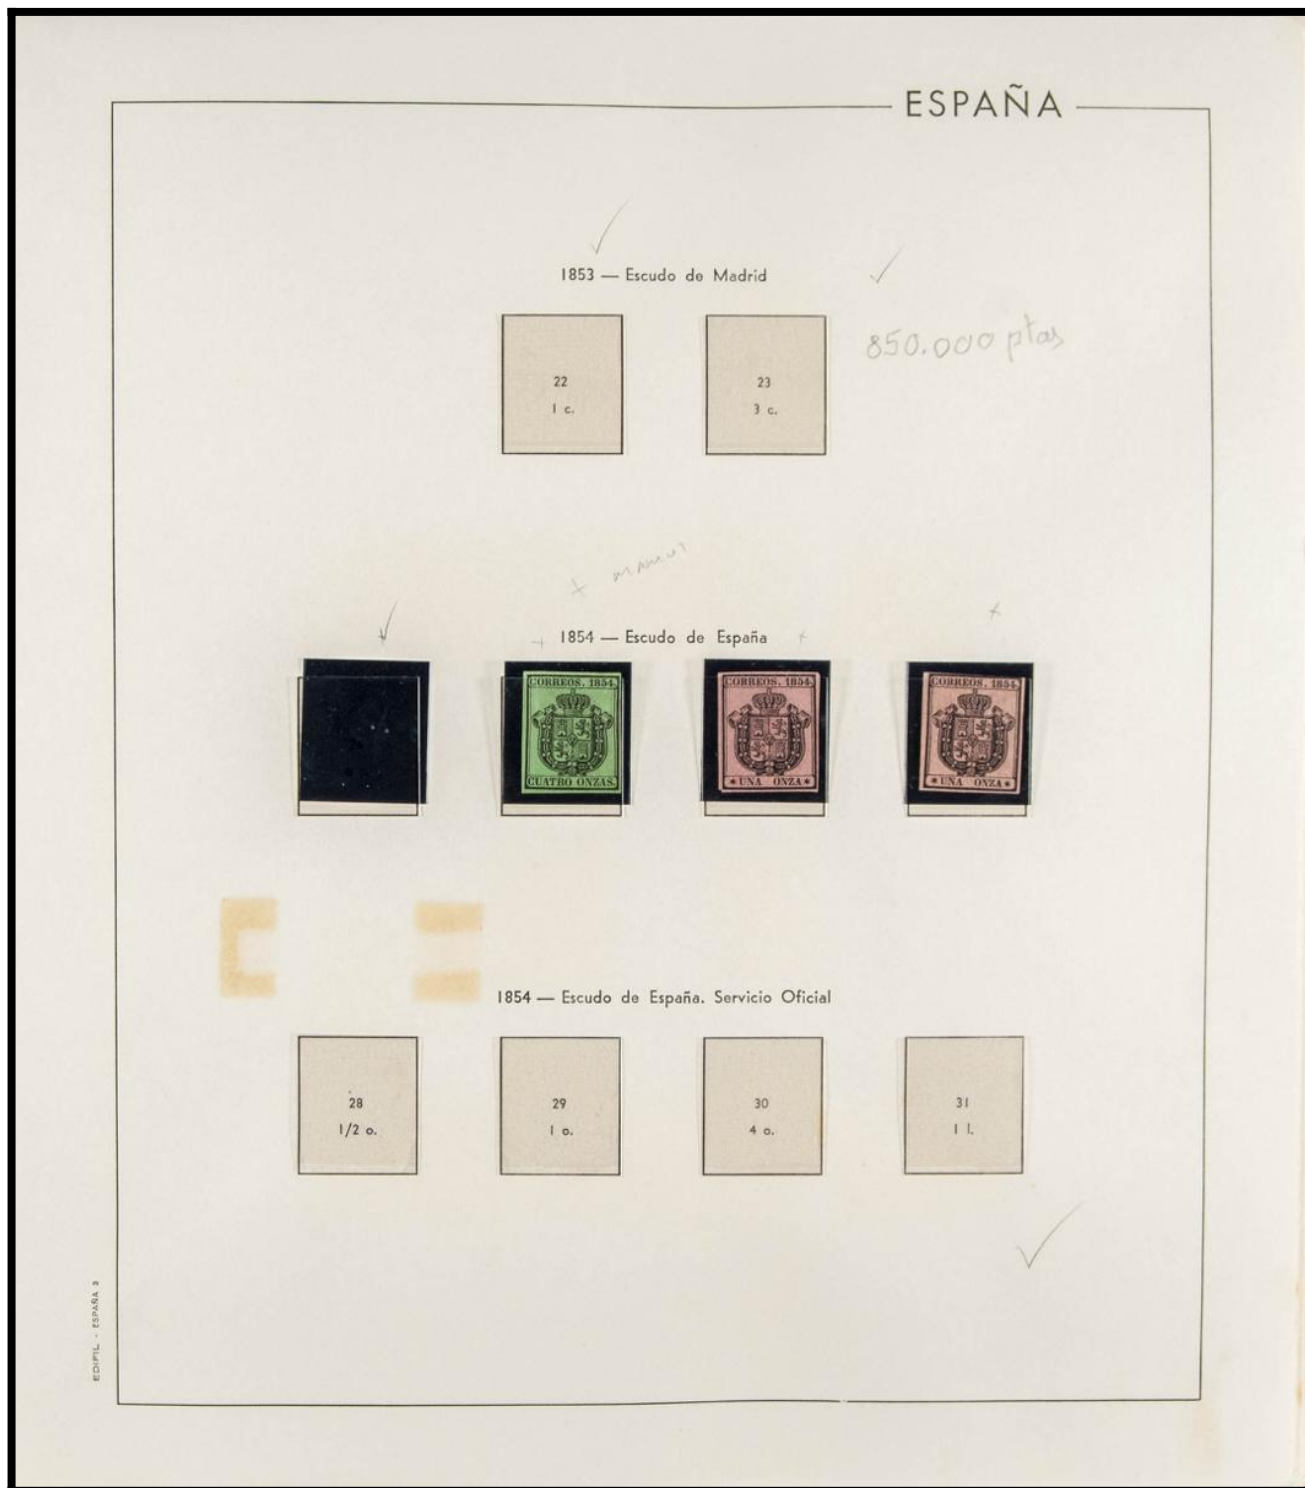 ESPAÑA
1853 — Escudo de Madrid
850.000 ptas
22
1 c.
23
3 c.
1854 — Escudo de España
CORREOS. 1854.
CUATRO ONZAS.
CORREOS. 1854.
* UNA ONZA *
CORREOS. 1854.
* UNA ONZA *
1854 — Escudo de España. Servicio Oficial
28
1/2 o.
29
1 o.
30
4 o.
31
1 l.
EDIFIL - ESPAÑA 3